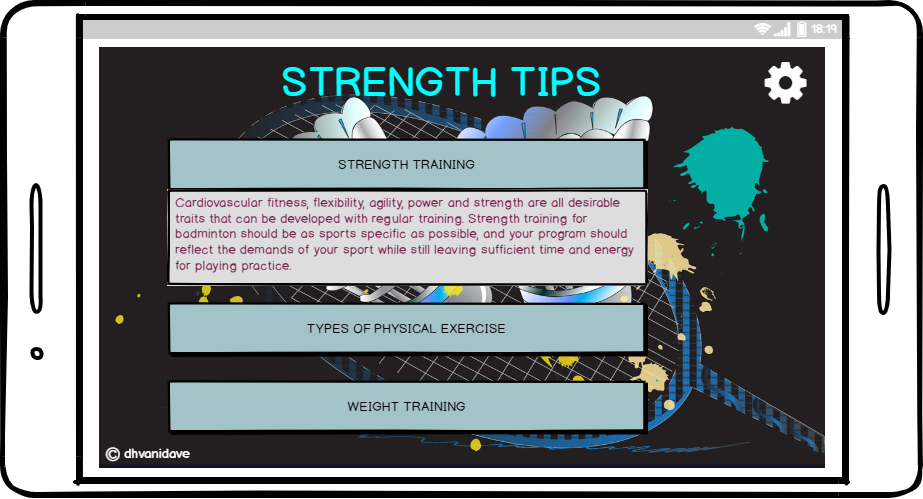 18:19
STRENGTH TIPS
STRENGTH TRAINING
Cardiovascular fitness, flexibility, agility, power and strength are all desirable
traits that can be developed with regular training. Strength training for
badminton should be as sports specific as possible, and your program should
reflect the demands of your sport while still leaving sufficient time and energy
for playing practice.
TYPES OF PHYSICAL EXERCISE
WEIGHT TRAINING
© dhvanidave